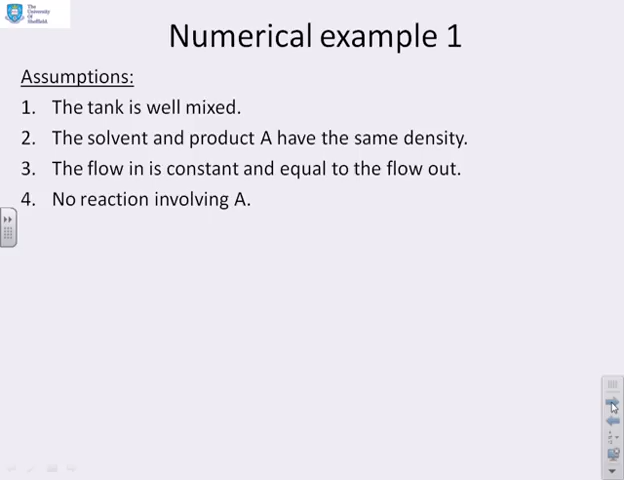 The
University
Of
Sheffield.
Numerical example 1
Assumptions:
1. The tank is well mixed.
2. The solvent and product A have the same density.
3. The flow in is constant and equal to the flow out.
4. No reaction involving A.